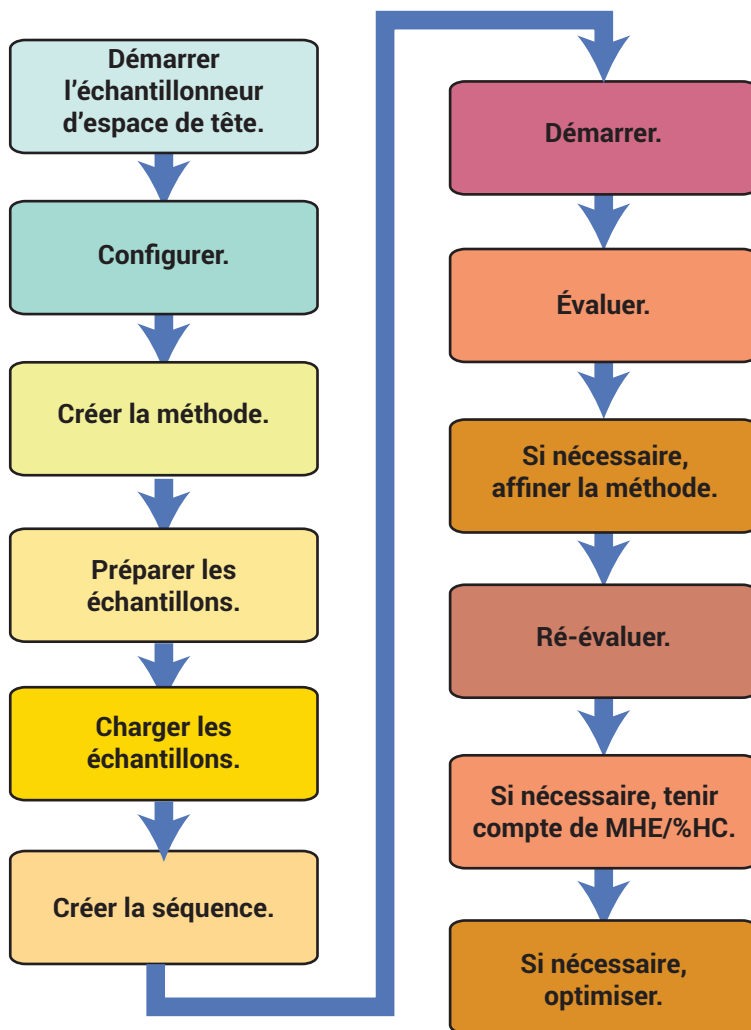 Démarrer
l’échantillonneur
d’espace de tête.
Configurer.
Créer la méthode.
Préparer les
échantillons.
Charger les
échantillons.
Créer la séquence.
Démarrer.
Évaluer.
Si nécessaire,
affiner la méthode.
Ré-évaluer.
Si nécessaire, tenir
compte de MHE/%HC.
Si nécessaire,
optimiser.